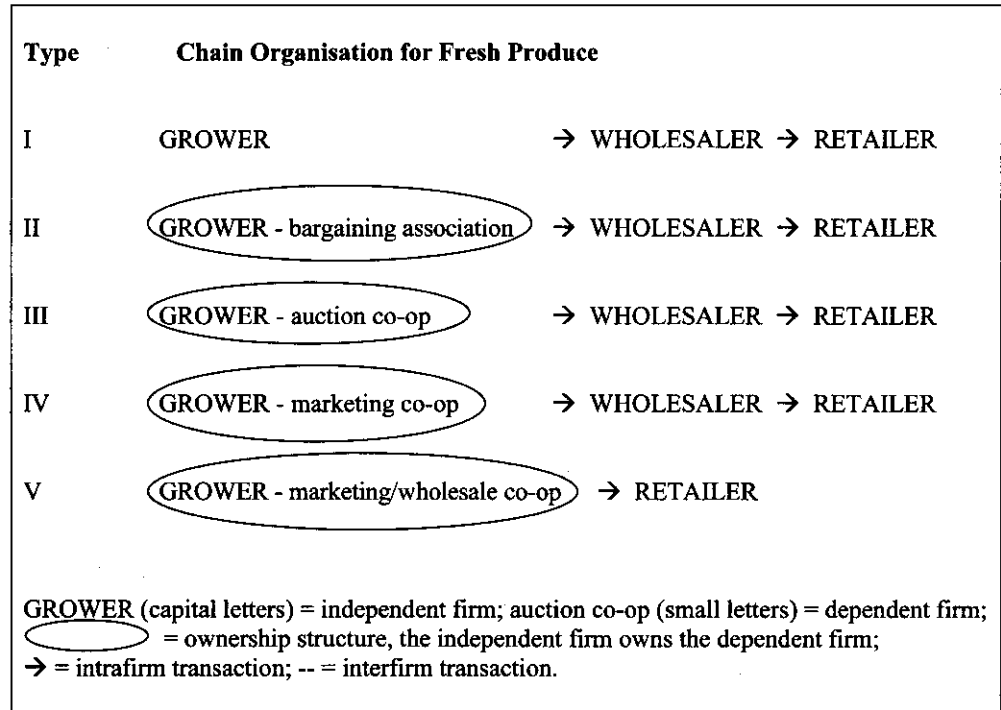 Type Chain Organisation for Fresh Produce
I GROWER → WHOLESALER → RETAILER
II GROWER - bargaining association → WHOLESALER → RETAILER
III GROWER - auction co-op → WHOLESALER → RETAILER
IV GROWER - marketing co-op → WHOLESALER → RETAILER
V GROWER - marketing/wholesale co-op → RETAILER
GROWER (capital letters) = independent firm; auction co-op (small letters) = dependent firm;
= ownership structure, the independent firm owns the dependent firm;
→ = intrafirm transaction; -- = interfirm transaction.